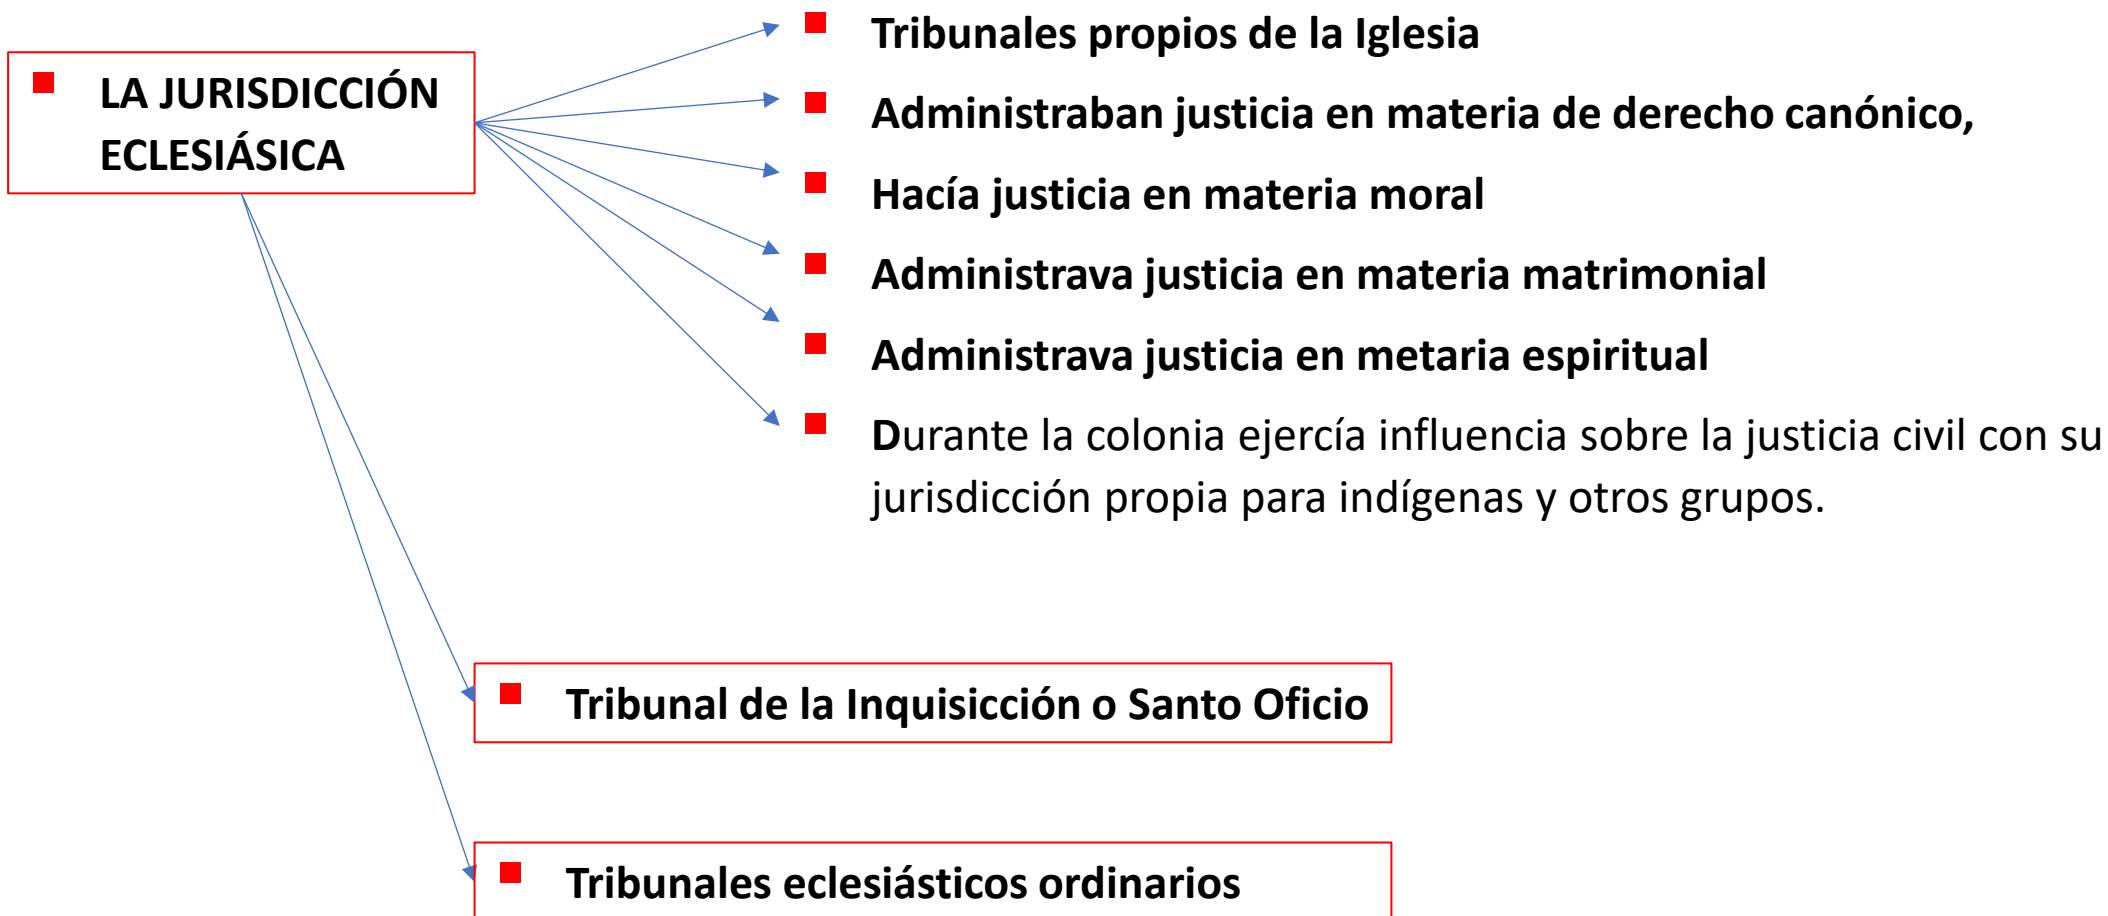 LA JURISDICCIÓN
ECLESIÁSICA
Tribunales propios de la Iglesia
Administraban justicia en materia de derecho canónico,
Hacía justicia en materia moral
Administrava justicia en materia matrimonial
Administrava justicia en metaria espiritual
Durante la colonia ejercía influencia sobre la justicia civil con su
jurisdicción propia para indígenas y otros grupos.
Tribunal de la Inquisicción o Santo Oficio
Tribunales eclesiásticos ordinarios